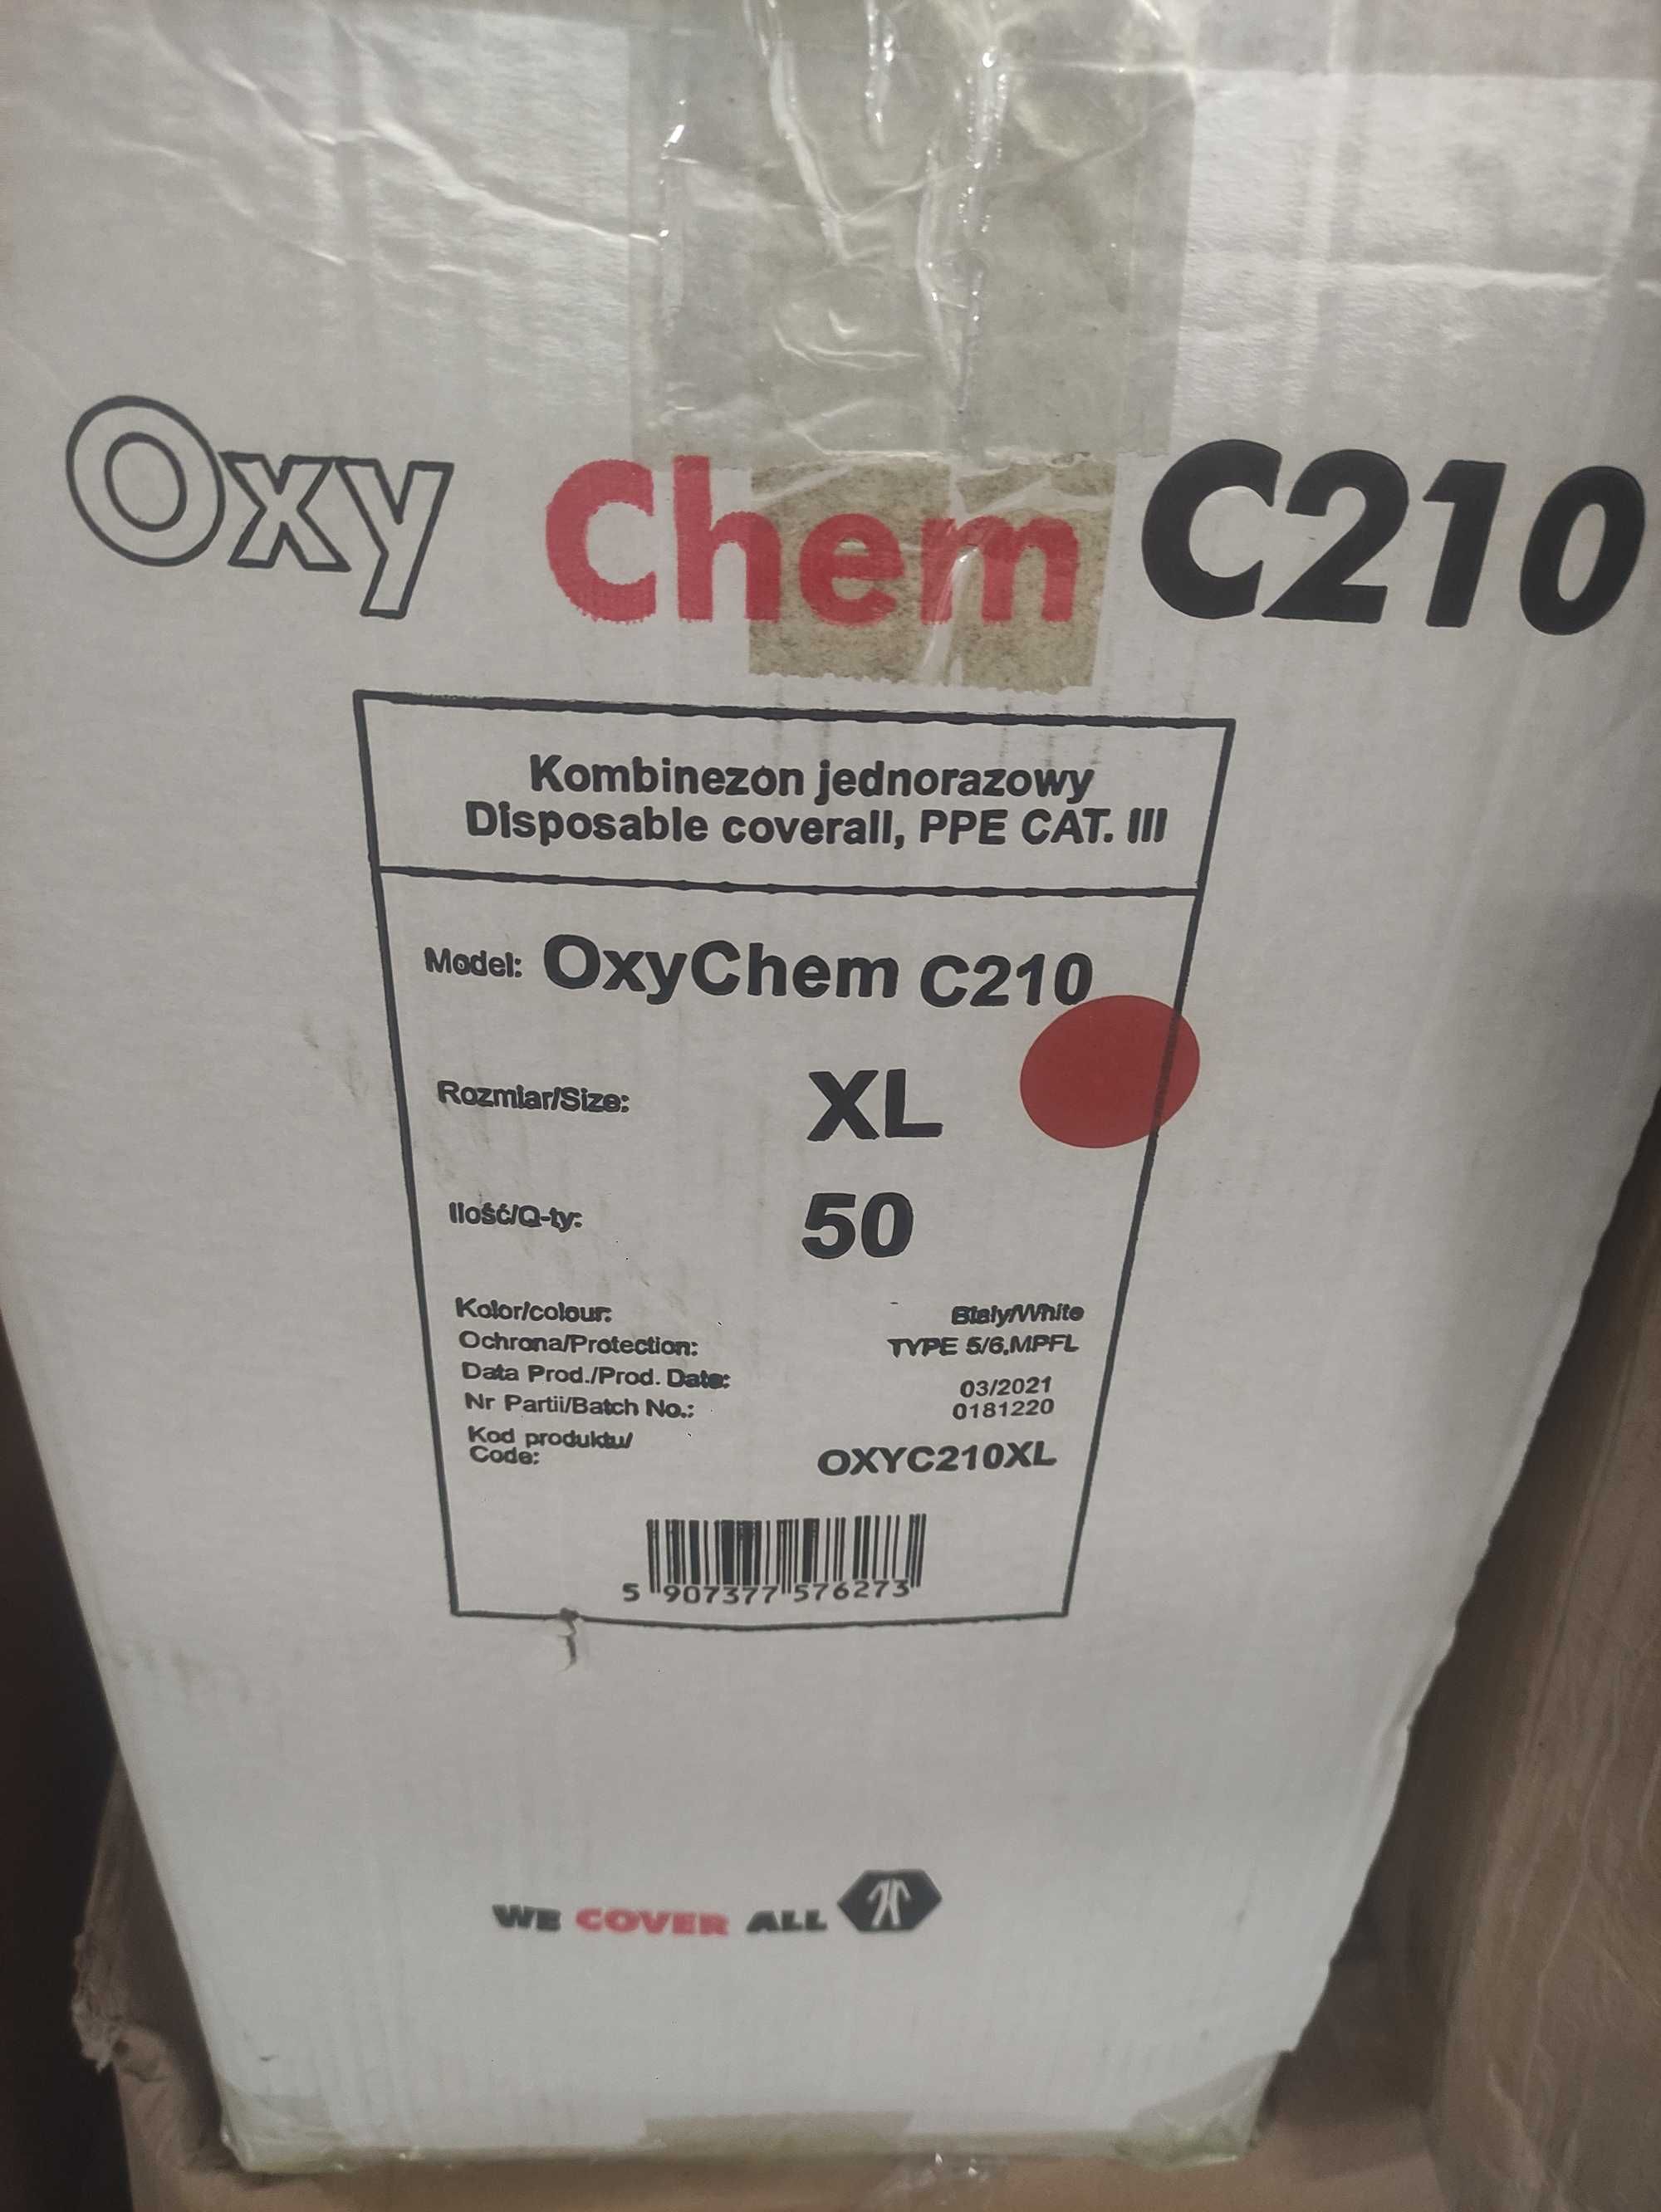 Oxy Chem C210
Kombinezon jednorazowy
Disposable coverall, PPE CAT. III
Model: OxyChem C210
Rozmiar/Size: XL
Ilość/Q-ty: 50
Kolor/colour: Biały/White
Ochrona/Protection: TYPE 5/6,MPFL
Data Prod./Prod. Date: 03/2021
Nr Partii/Batch No.: 0181220
Kod produktu/
Code: OXYC210XL
5 907377 576273
WE COVER ALL